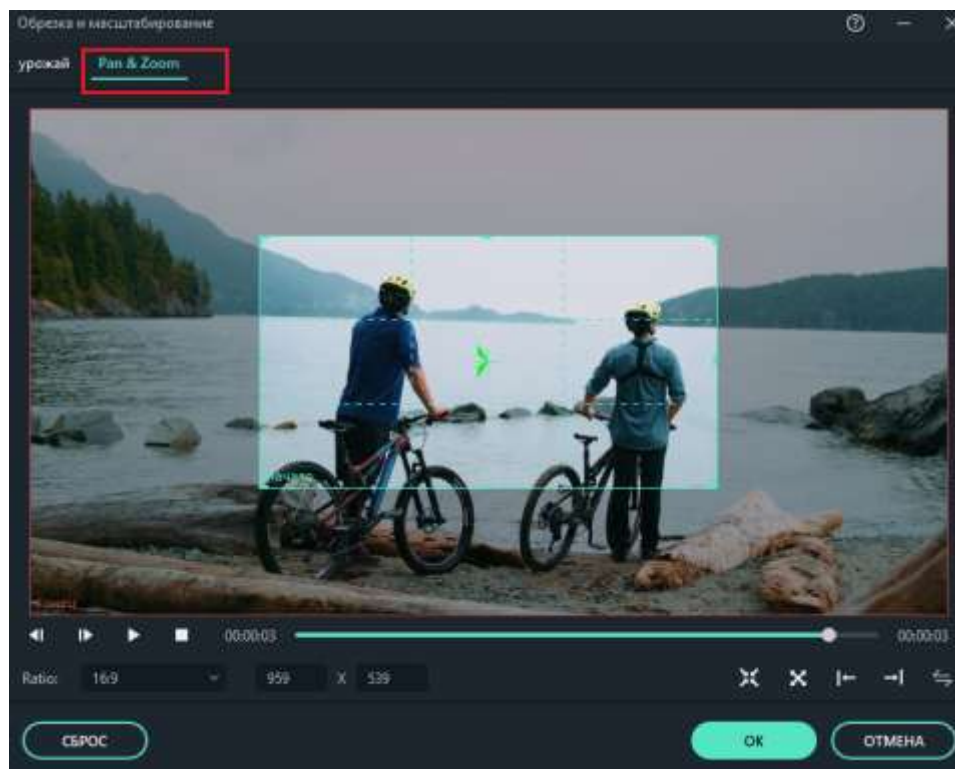 Обрезка и масштабирование
урожай Pan & Zoom
Начало
00:00:03 00:00:03
Ratio: 16:9 959 X 539
СБРОС OK ОТМЕНА